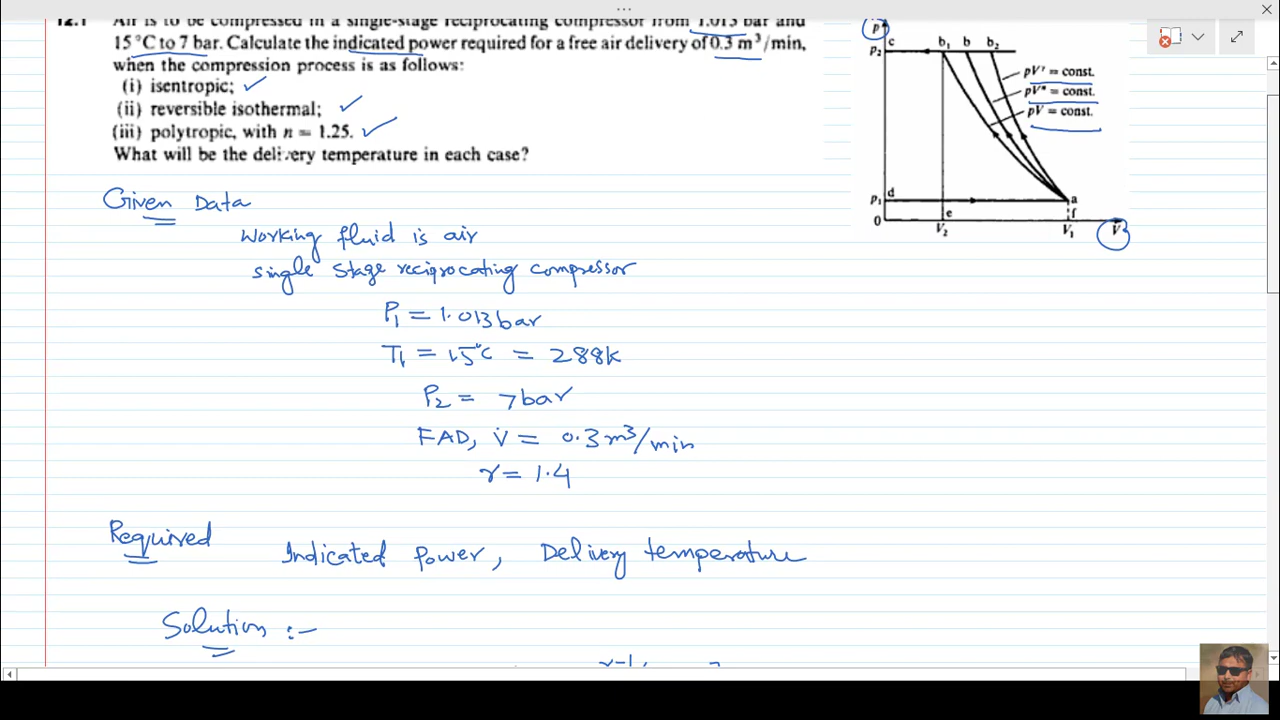 12.1 Air is to be compressed in a single-stage reciprocating compressor from 1.013 bar and
15 °C to 7 bar. Calculate the indicated power required for a free air delivery of 0.3 m³/min,
when the compression process is as follows:
(i) isentropic;
(ii) reversible isothermal;
(iii) polytropic, with n = 1.25.
What will be the delivery temperature in each case?
p
p₂
c
b₁ b b₂
pVᵞ = const.
pVⁿ = const.
pV = const.
p₁
d
a
0
e
f
V₂
V₁
V
Given Data
Working fluid is air
single stage reciprocating compressor
P₁ = 1.013 bar
T₁ = 15°C = 288K
P₂ = 7 bar
FAD, V̇ = 0.3 m³/min
γ = 1.4
Required Indicated power, Delivery temperature
Solution :-